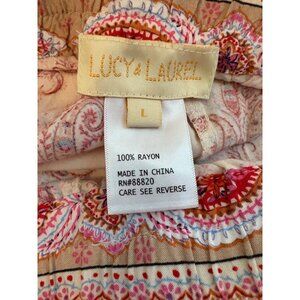 LUCY & LAUREL
L
100% RAYON
MADE IN CHINA
RN#88820
CARE SEE REVERSE